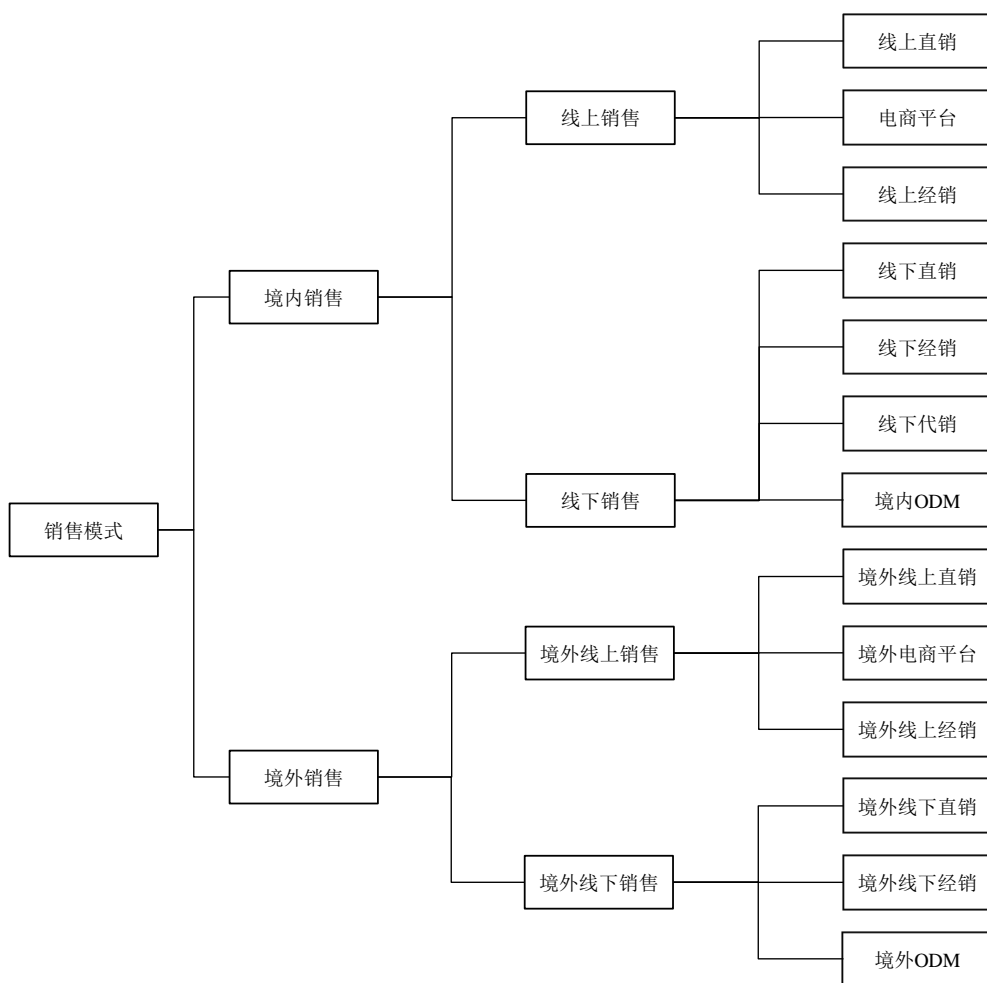 线上直销
线上销售
电商平台
线上经销
境内销售
线下直销
线下经销
线下代销
线下销售
境内ODM
销售模式
境外线上直销
境外线上销售
境外电商平台
境外线上经销
境外销售
境外线下直销
境外线下销售
境外线下经销
境外ODM